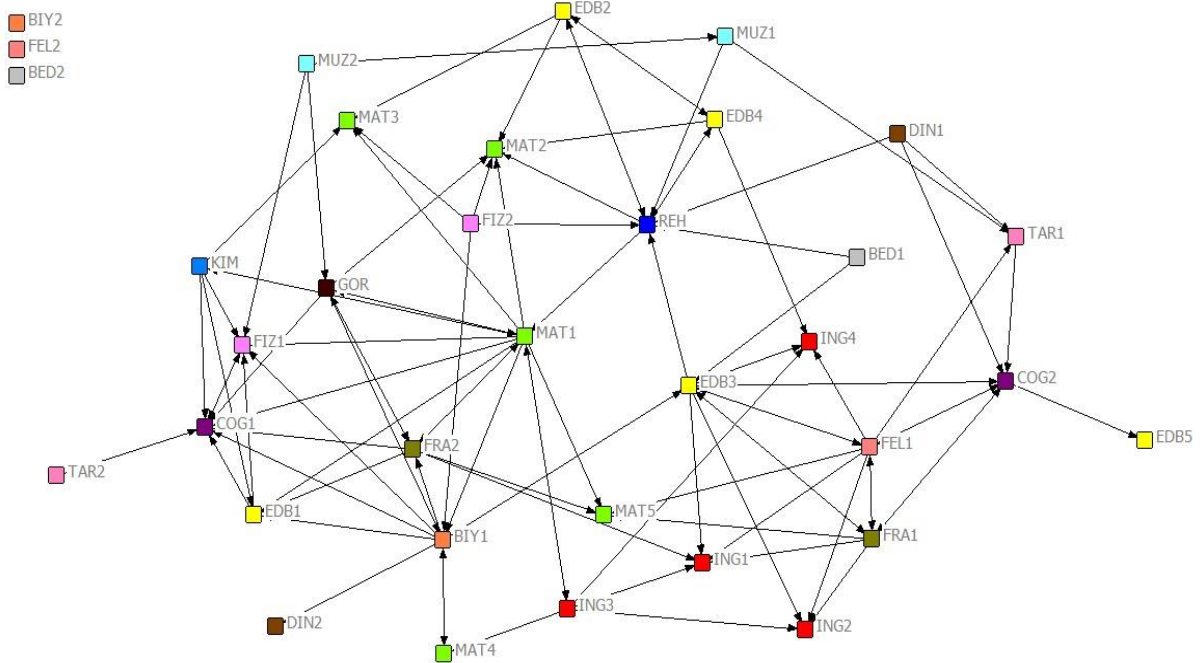 BIY2
FEL2
BED2
EDB2
MUZ1
MUZ2
MAT3
EDB4
MAT2
DIN1
FIZ2
REH
TAR1
BED1
KIM
GOR
MAT1
FIZ1
ING4
EDB3
COG2
COG1
FRA2
FEL1
EDB5
TAR2
EDB1
MAT5
BIY1
FRA1
ING1
ING3
DIN2
ING2
MAT4